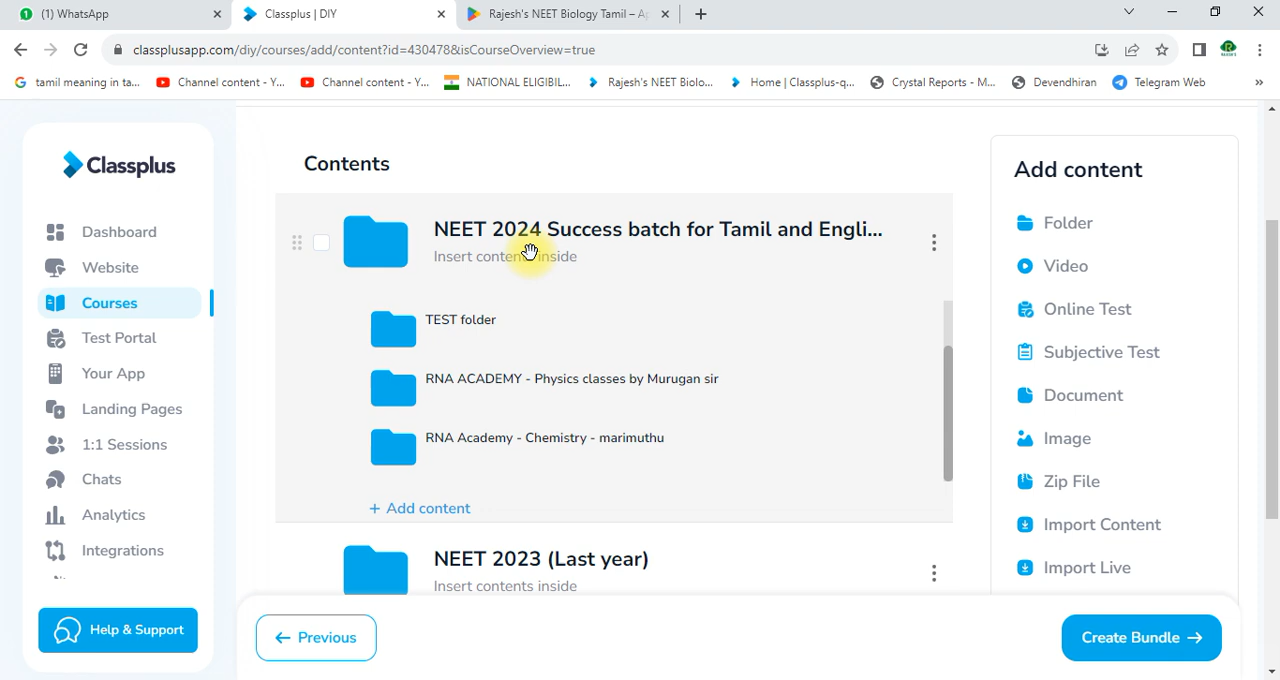 (1) WhatsApp
Classplus | DIY
Rajesh's NEET Biology Tamil – Ap
classplusapp.com/diy/courses/add/content?id=430478&isCourseOverview=true
tamil meaning in ta...
Channel content - Y...
Channel content - Y...
NATIONAL ELIGIBIL...
Rajesh's NEET Biolo...
Home | Classplus-q...
Crystal Reports - M...
Devendhiran
Telegram Web
»
Classplus
Dashboard
Website
Courses
Test Portal
Your App
Landing Pages
1:1 Sessions
Chats
Analytics
Integrations
Help & Support
Contents
NEET 2024 Success batch for Tamil and Engli...
Insert contents inside
TEST folder
RNA ACADEMY - Physics classes by Murugan sir
RNA Academy - Chemistry - marimuthu
+ Add content
NEET 2023 (Last year)
Insert contents inside
← Previous
Create Bundle →
Add content
Folder
Video
Online Test
Subjective Test
Document
Image
Zip File
Import Content
Import Live